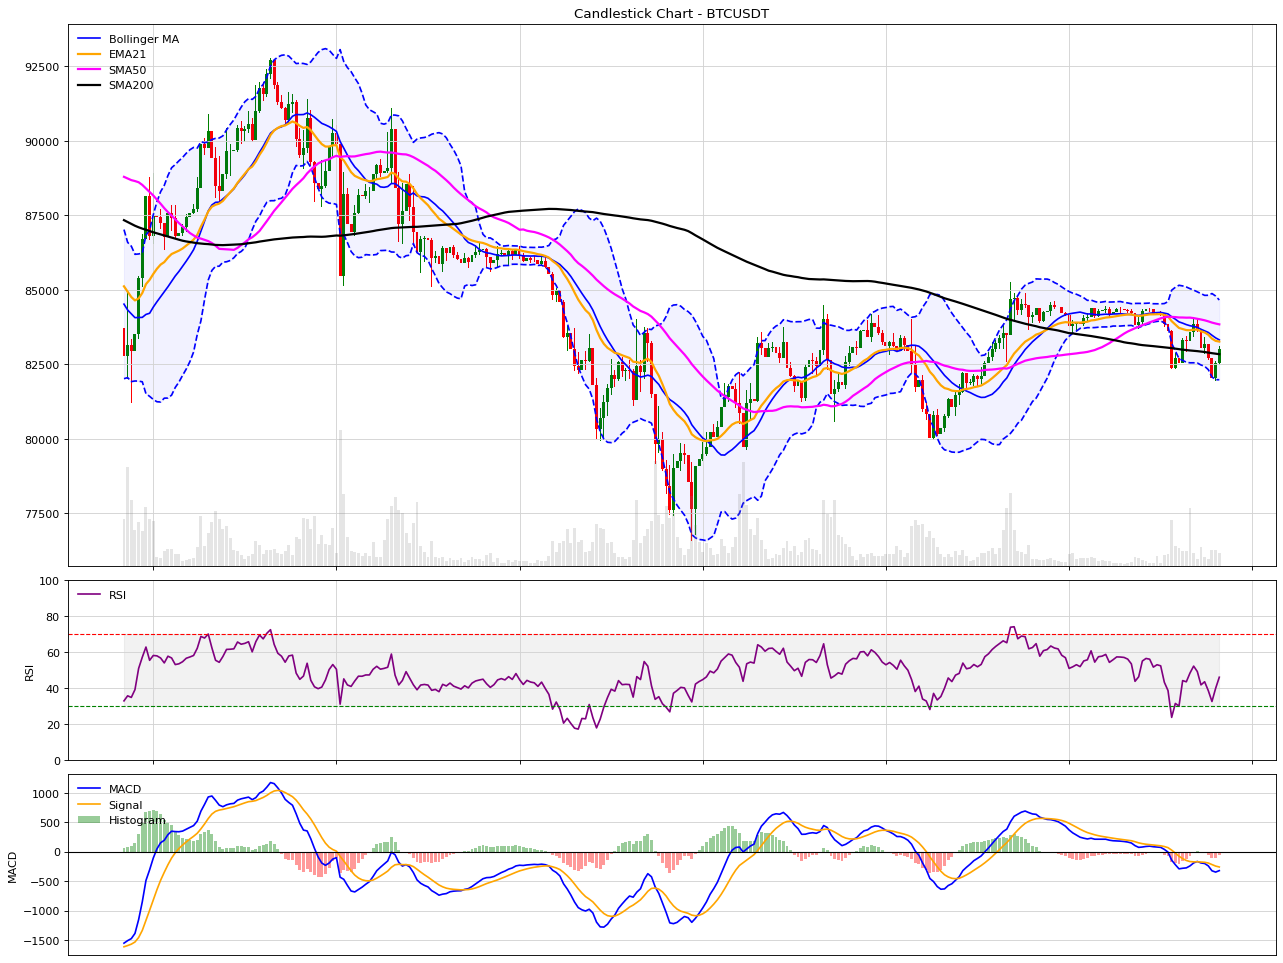 Candlestick Chart - BTCUSDT
Bollinger MA
EMA21
SMA50
SMA200
92500
90000
87500
85000
82500
80000
77500
RSI
RSI
100
80
60
40
20
0
MACD
Signal
Histogram
MACD
1000
500
0
−500
−1000
−1500